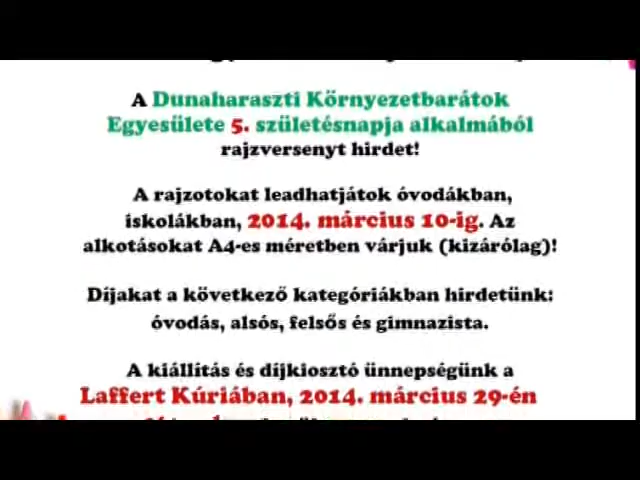 A Dunaharaszti Környezetbarátok
Egyesülete 5. születésnapja alkalmából
rajzversenyt hirdet!
A rajzotokat leadhatjátok óvodákban,
iskolákban, 2014. március 10-ig. Az
alkotásokat A4-es méretben várjuk (kizárólag)!
Díjakat a következő kategóriákban hirdetünk:
óvodás, alsós, felsős és gimnazista.
A kiállítás és díjkiosztó ünnepségünk a
Laffert Kúriában, 2014. március 29-én